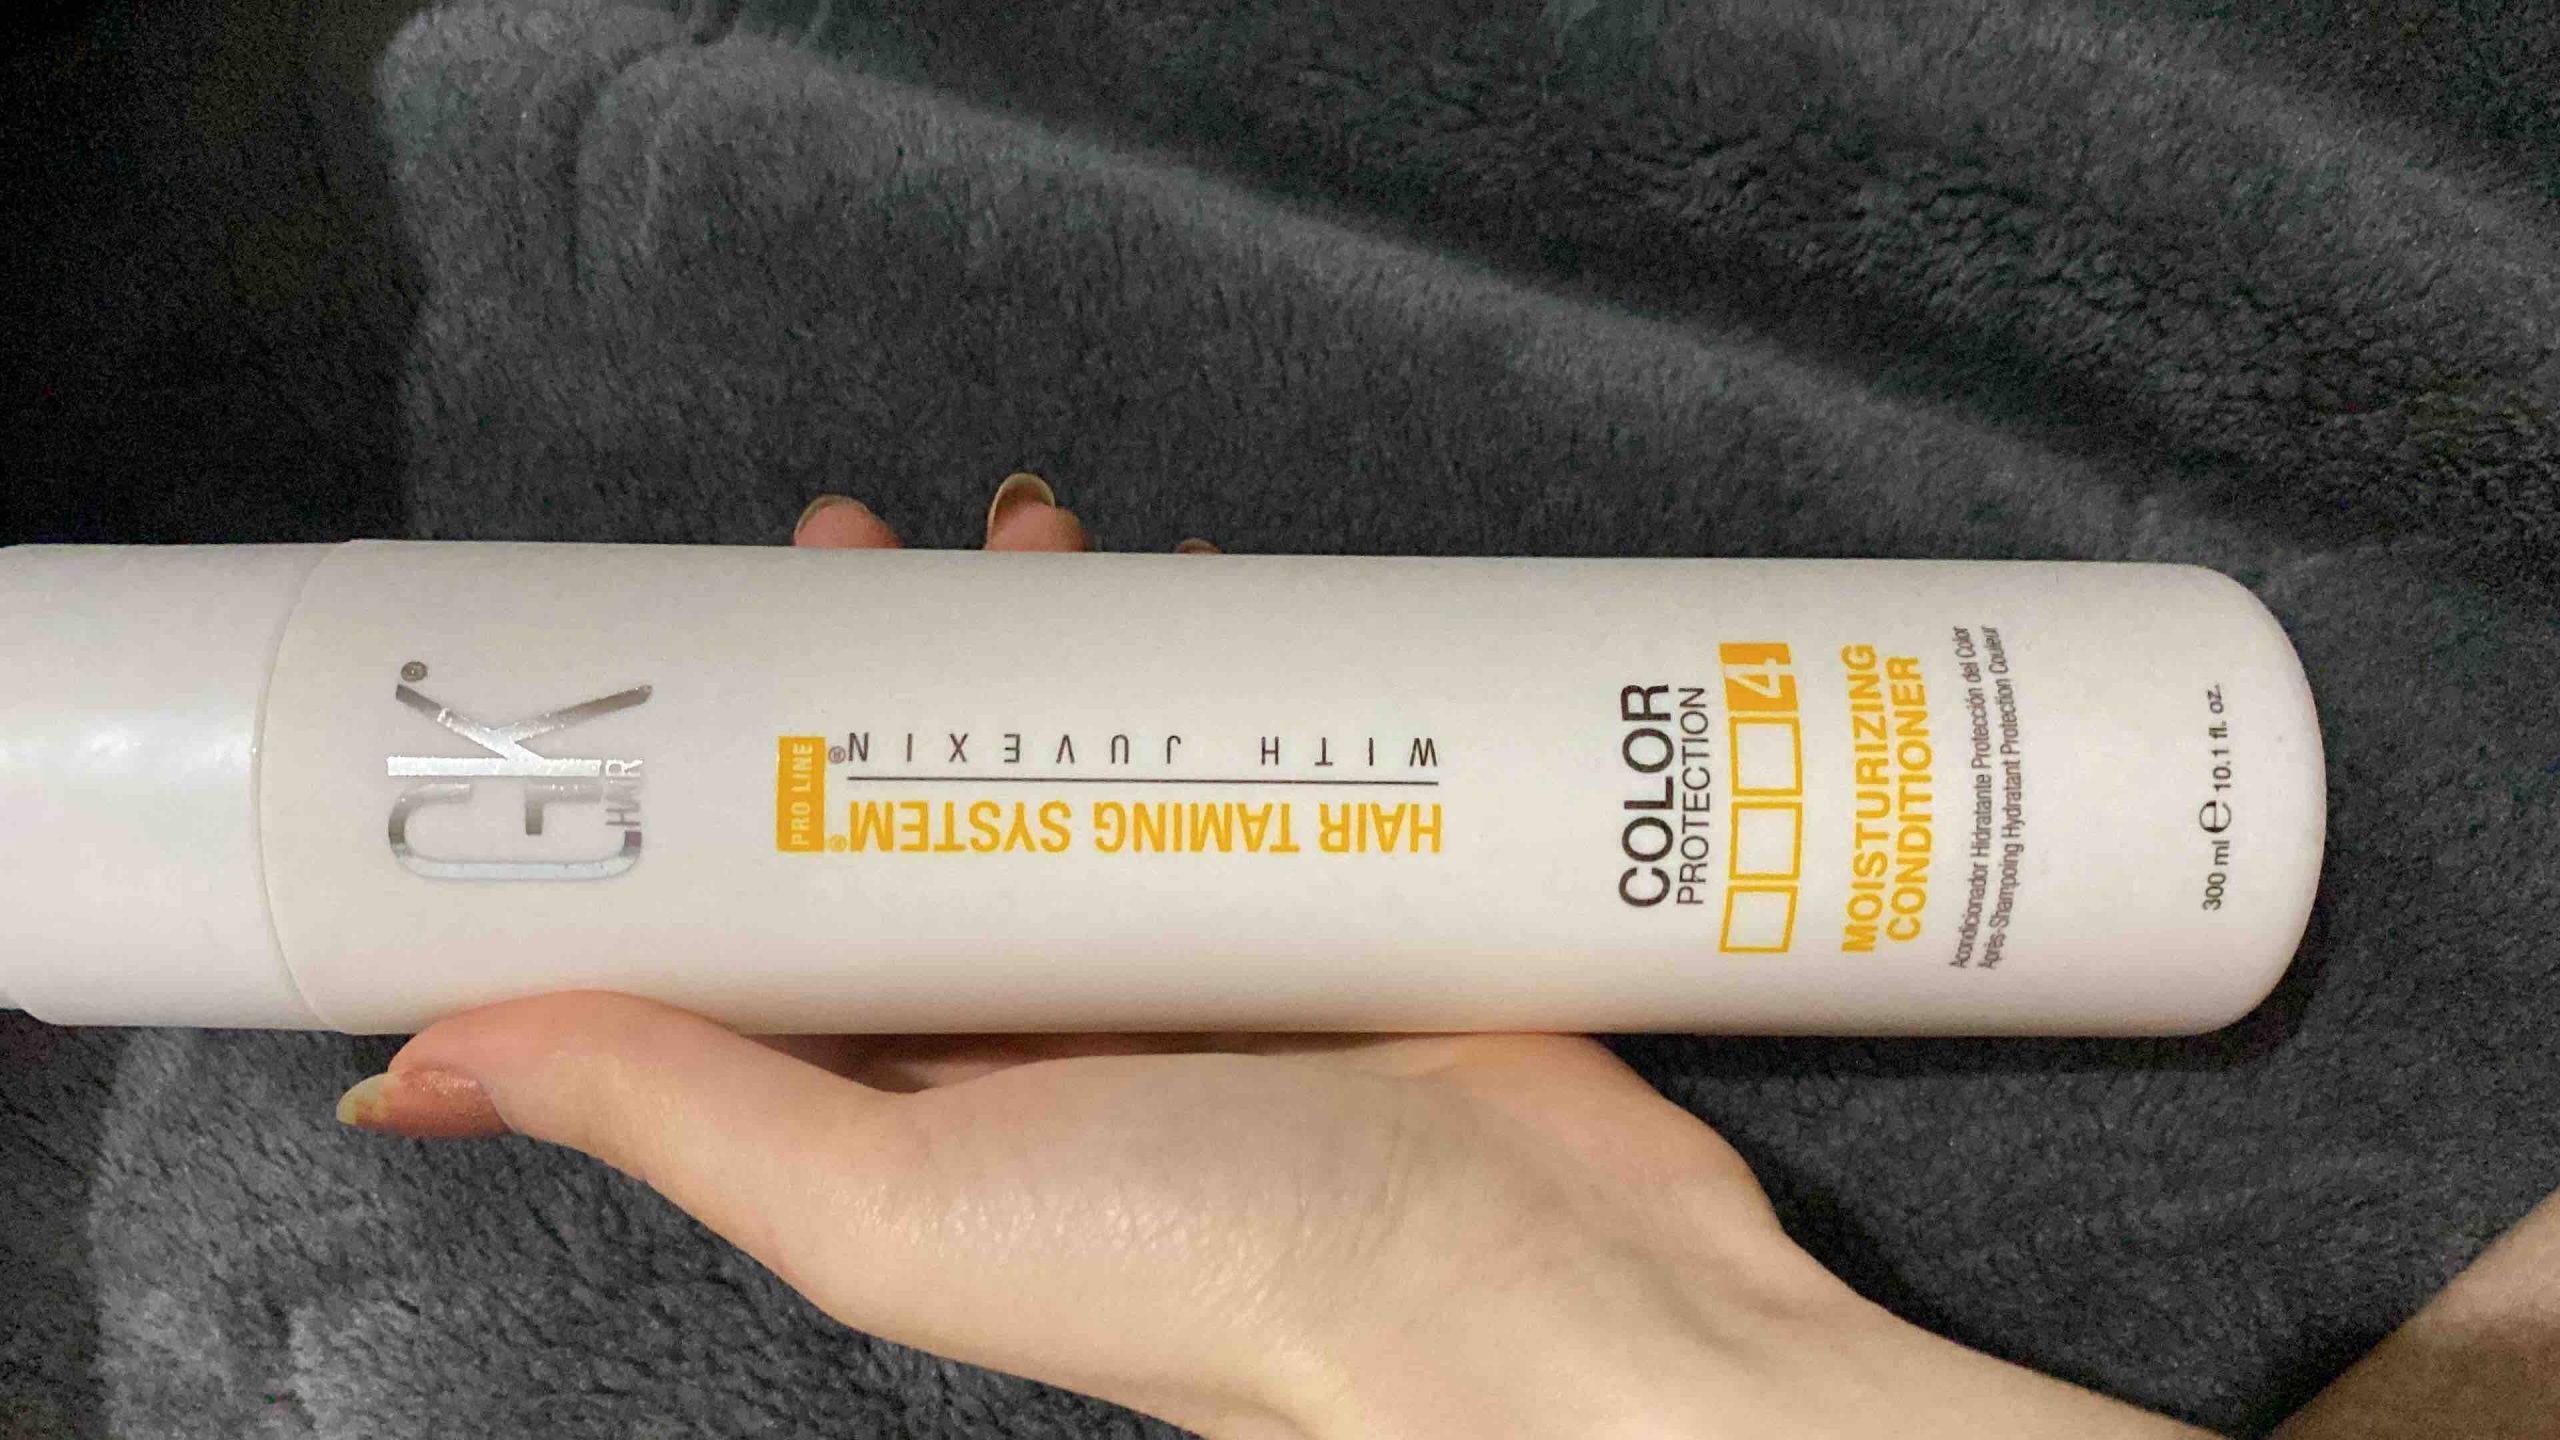 GK®
HAIR
PRO LINE
HAIR TAMING SYSTEM®
WITH JUVEXIN®
COLOR
PROTECTION
4
MOISTURIZING
CONDITIONER
Acondicionador Hidratante Protección del Color
Après-Shampoing Hydratant Protection Couleur
300 ml e 10.1 fl. oz.